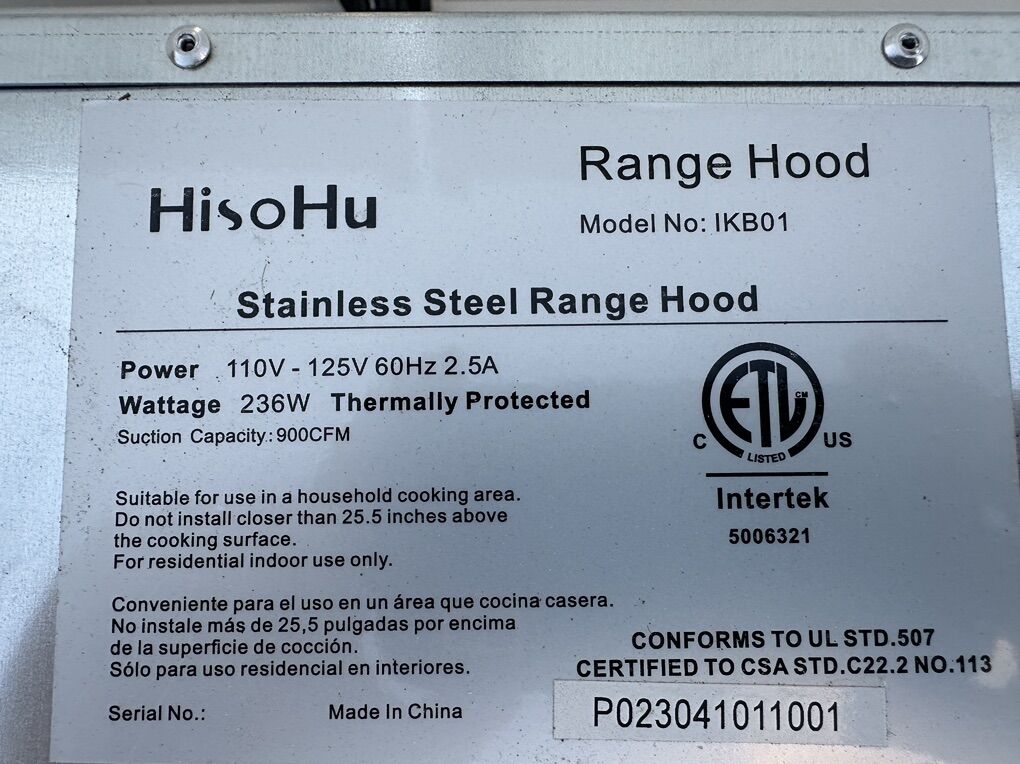 HisoHu
Range Hood
Model No: IKB01
Stainless Steel Range Hood
Power 110V - 125V 60Hz 2.5A
Wattage 236W Thermally Protected
Suction Capacity: 900CFM
ETL CM
C US
LISTED
Intertek
5006321
Suitable for use in a household cooking area.
Do not install closer than 25.5 inches above
the cooking surface.
For residential indoor use only.
Conveniente para el uso en un área que cocina casera.
No instale más de 25,5 pulgadas por encima
de la superficie de cocción.
Sólo para uso residencial en interiores.
CONFORMS TO UL STD.507
CERTIFIED TO CSA STD.C22.2 NO.113
Serial No.: Made In China
P023041011001